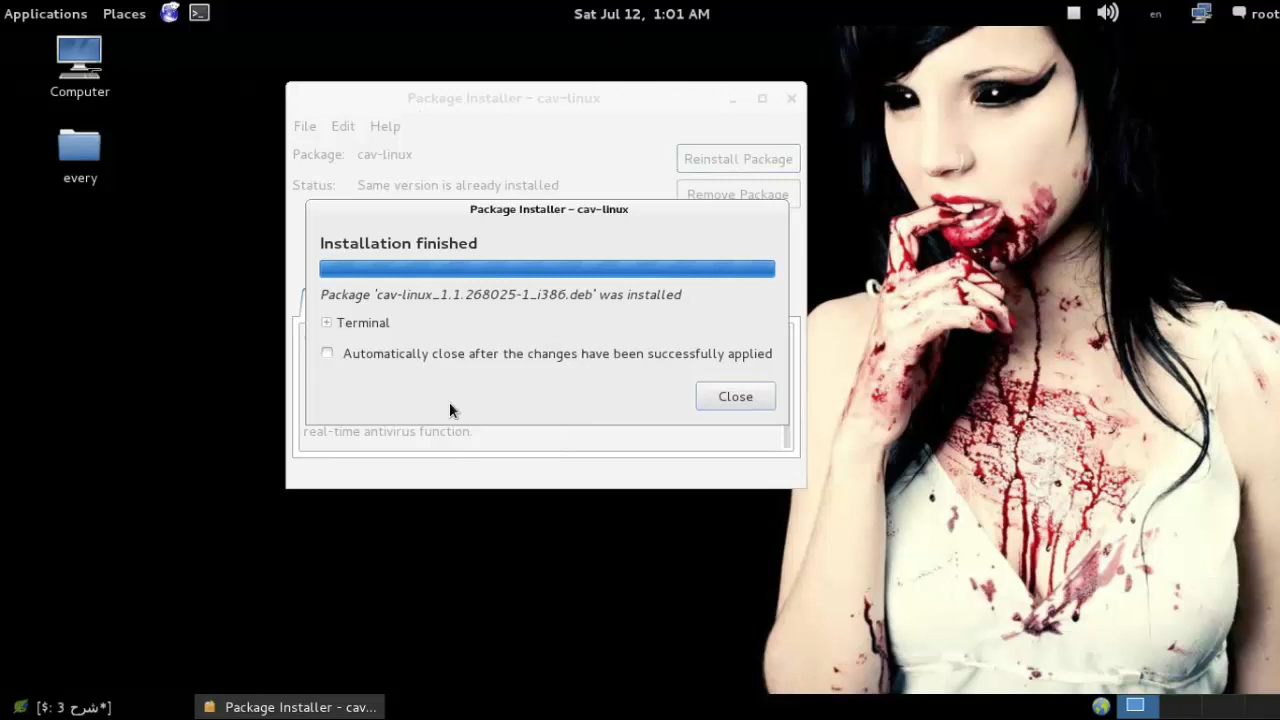 Applications Places Sat Jul 12, 1:01 AM en root
Computer
every
Package Installer – cav-linux
File Edit Help
Package: cav-linux
Reinstall Package
Status: Same version is already installed
Remove Package
Package Installer – cav-linux
Installation finished
Package 'cav-linux_1.1.268025-1_i386.deb' was installed
Terminal
Automatically close after the changes have been successfully applied
Close
real-time antivirus function.
[$: 3 شرح*]
Package Installer - cav...